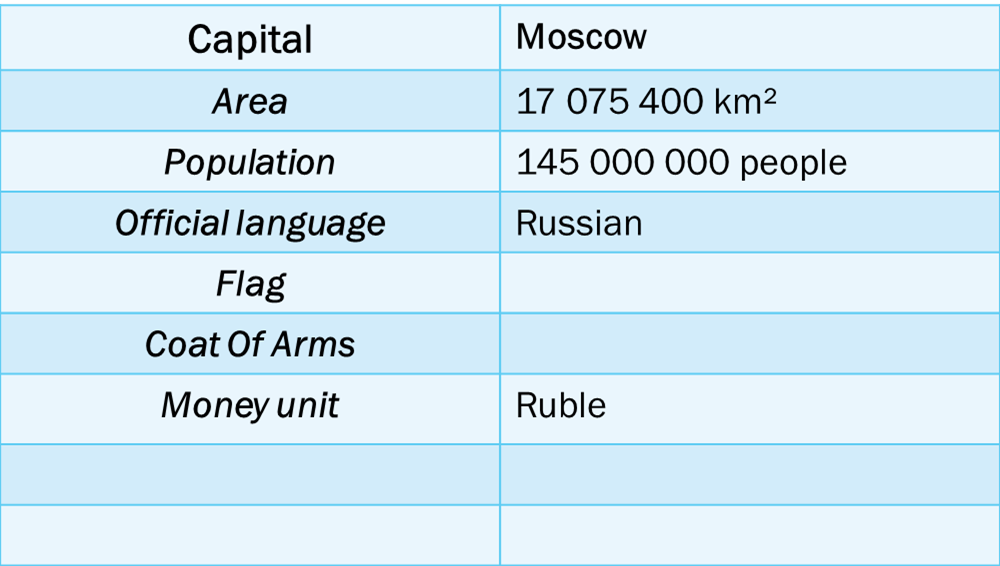 Capital Moscow
Area 17 075 400 km²
Population 145 000 000 people
Official language Russian
Flag
Coat Of Arms
Money unit Ruble